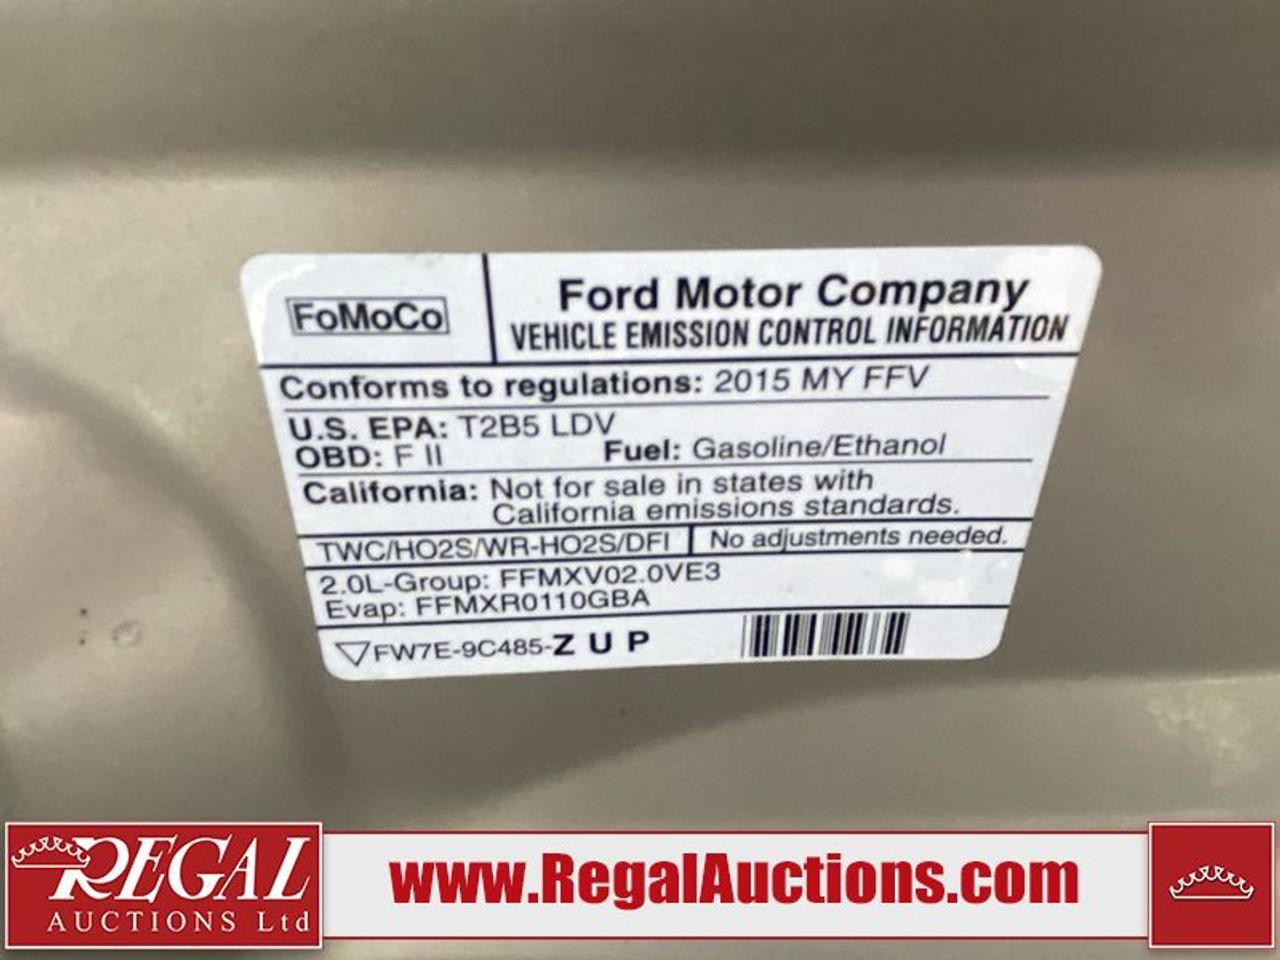 FoMoCo
Ford Motor Company
VEHICLE EMISSION CONTROL INFORMATION
Conforms to regulations: 2015 MY FFV
U.S. EPA: T2B5 LDV
OBD: F II Fuel: Gasoline/Ethanol
California: Not for sale in states with
California emissions standards.
TWC/HO2S/WR-HO2S/DFI No adjustments needed.
2.0L-Group: FFMXV02.0VE3
Evap: FFMXR0110GBA
FW7E-9C485-Z U P
REGAL
AUCTIONS Ltd
www.RegalAuctions.com